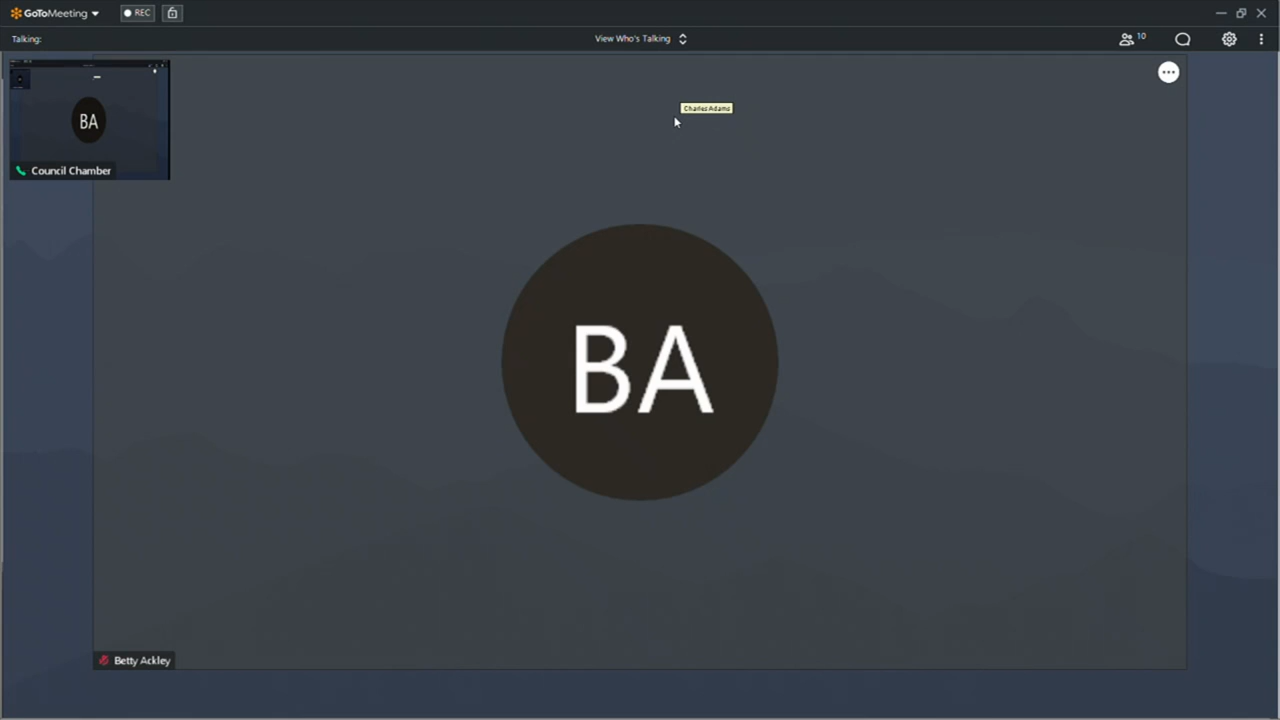 GoToMeeting
REC
Talking:
View Who's Talking
10
Charles Adams
BA
Council Chamber
BA
Betty Ackley